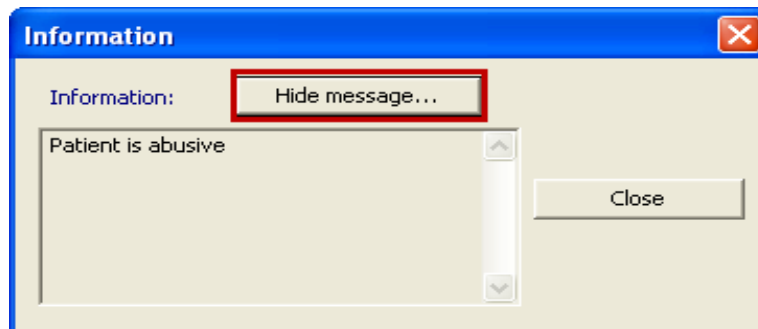 Information
Information: Hide message...
Patient is abusive
Close